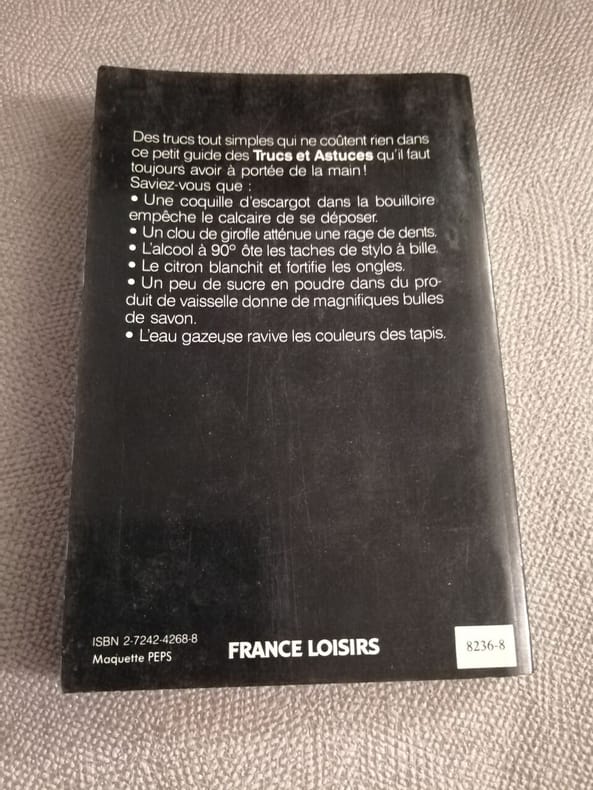 Des trucs tout simples qui ne coûtent rien dans
ce petit guide des Trucs et Astuces qu'il faut
toujours avoir à portée de la main !
Saviez-vous que :
• Une coquille d'escargot dans la bouilloire
empêche le calcaire de se déposer.
• Un clou de girofle atténue une rage de dents.
• L'alcool à 90° ôte les taches de stylo à bille.
• Le citron blanchit et fortifie les ongles.
• Un peu de sucre en poudre dans du pro-
duit de vaisselle donne de magnifiques bulles
de savon.
• L'eau gazeuse ravive les couleurs des tapis.
ISBN 2-7242-4268-8
Maquette PEPS
FRANCE LOISIRS
8236-8